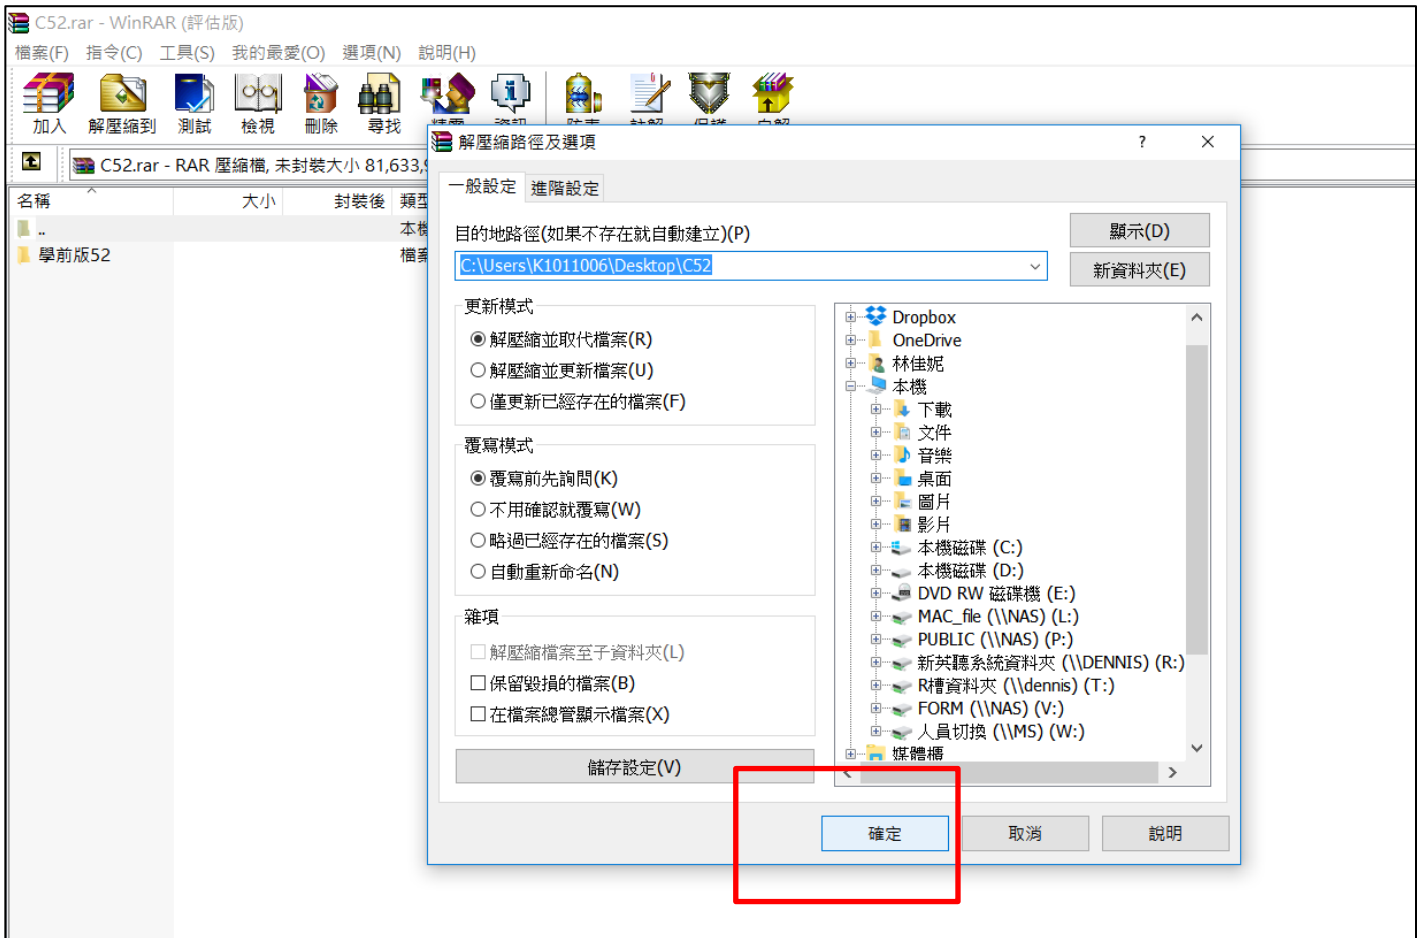 C52.rar - WinRAR (評估版)
檔案(F) 指令(C) 工具(S) 我的最愛(O) 選項(N) 說明(H)
加入 解壓縮到 測試 檢視 刪除 尋找
解壓縮路徑及選項
C52.rar - RAR 壓縮檔, 未封裝大小 81,633,
名稱 大小 封裝後 類型
..
學前版52
一般設定 進階設定
目的地路徑(如果不存在就自動建立)(P)
顯示(D)
C:\Users\K1011006\Desktop\C52
新資料夾(E)
更新模式
解壓縮並取代檔案(R)
解壓縮並更新檔案(U)
僅更新已經存在的檔案(F)
覆寫模式
覆寫前先詢問(K)
不用確認就覆寫(W)
略過已經存在的檔案(S)
自動重新命名(N)
雜項
解壓縮檔案至子資料夾(L)
保留毀損的檔案(B)
在檔案總管顯示檔案(X)
儲存設定(V)
Dropbox
OneDrive
林佳妮
本機
下載
文件
音樂
桌面
圖片
影片
本機磁碟 (C:)
本機磁碟 (D:)
DVD RW 磁碟機 (E:)
MAC_file (\\NAS) (L:)
PUBLIC (\\NAS) (P:)
新英聽系統資料夾 (\\DENNIS) (R:)
R槽資料夾 (\\dennis) (T:)
FORM (\\NAS) (V:)
人員切換 (\\MS) (W:)
媒體櫃
確定 取消 說明